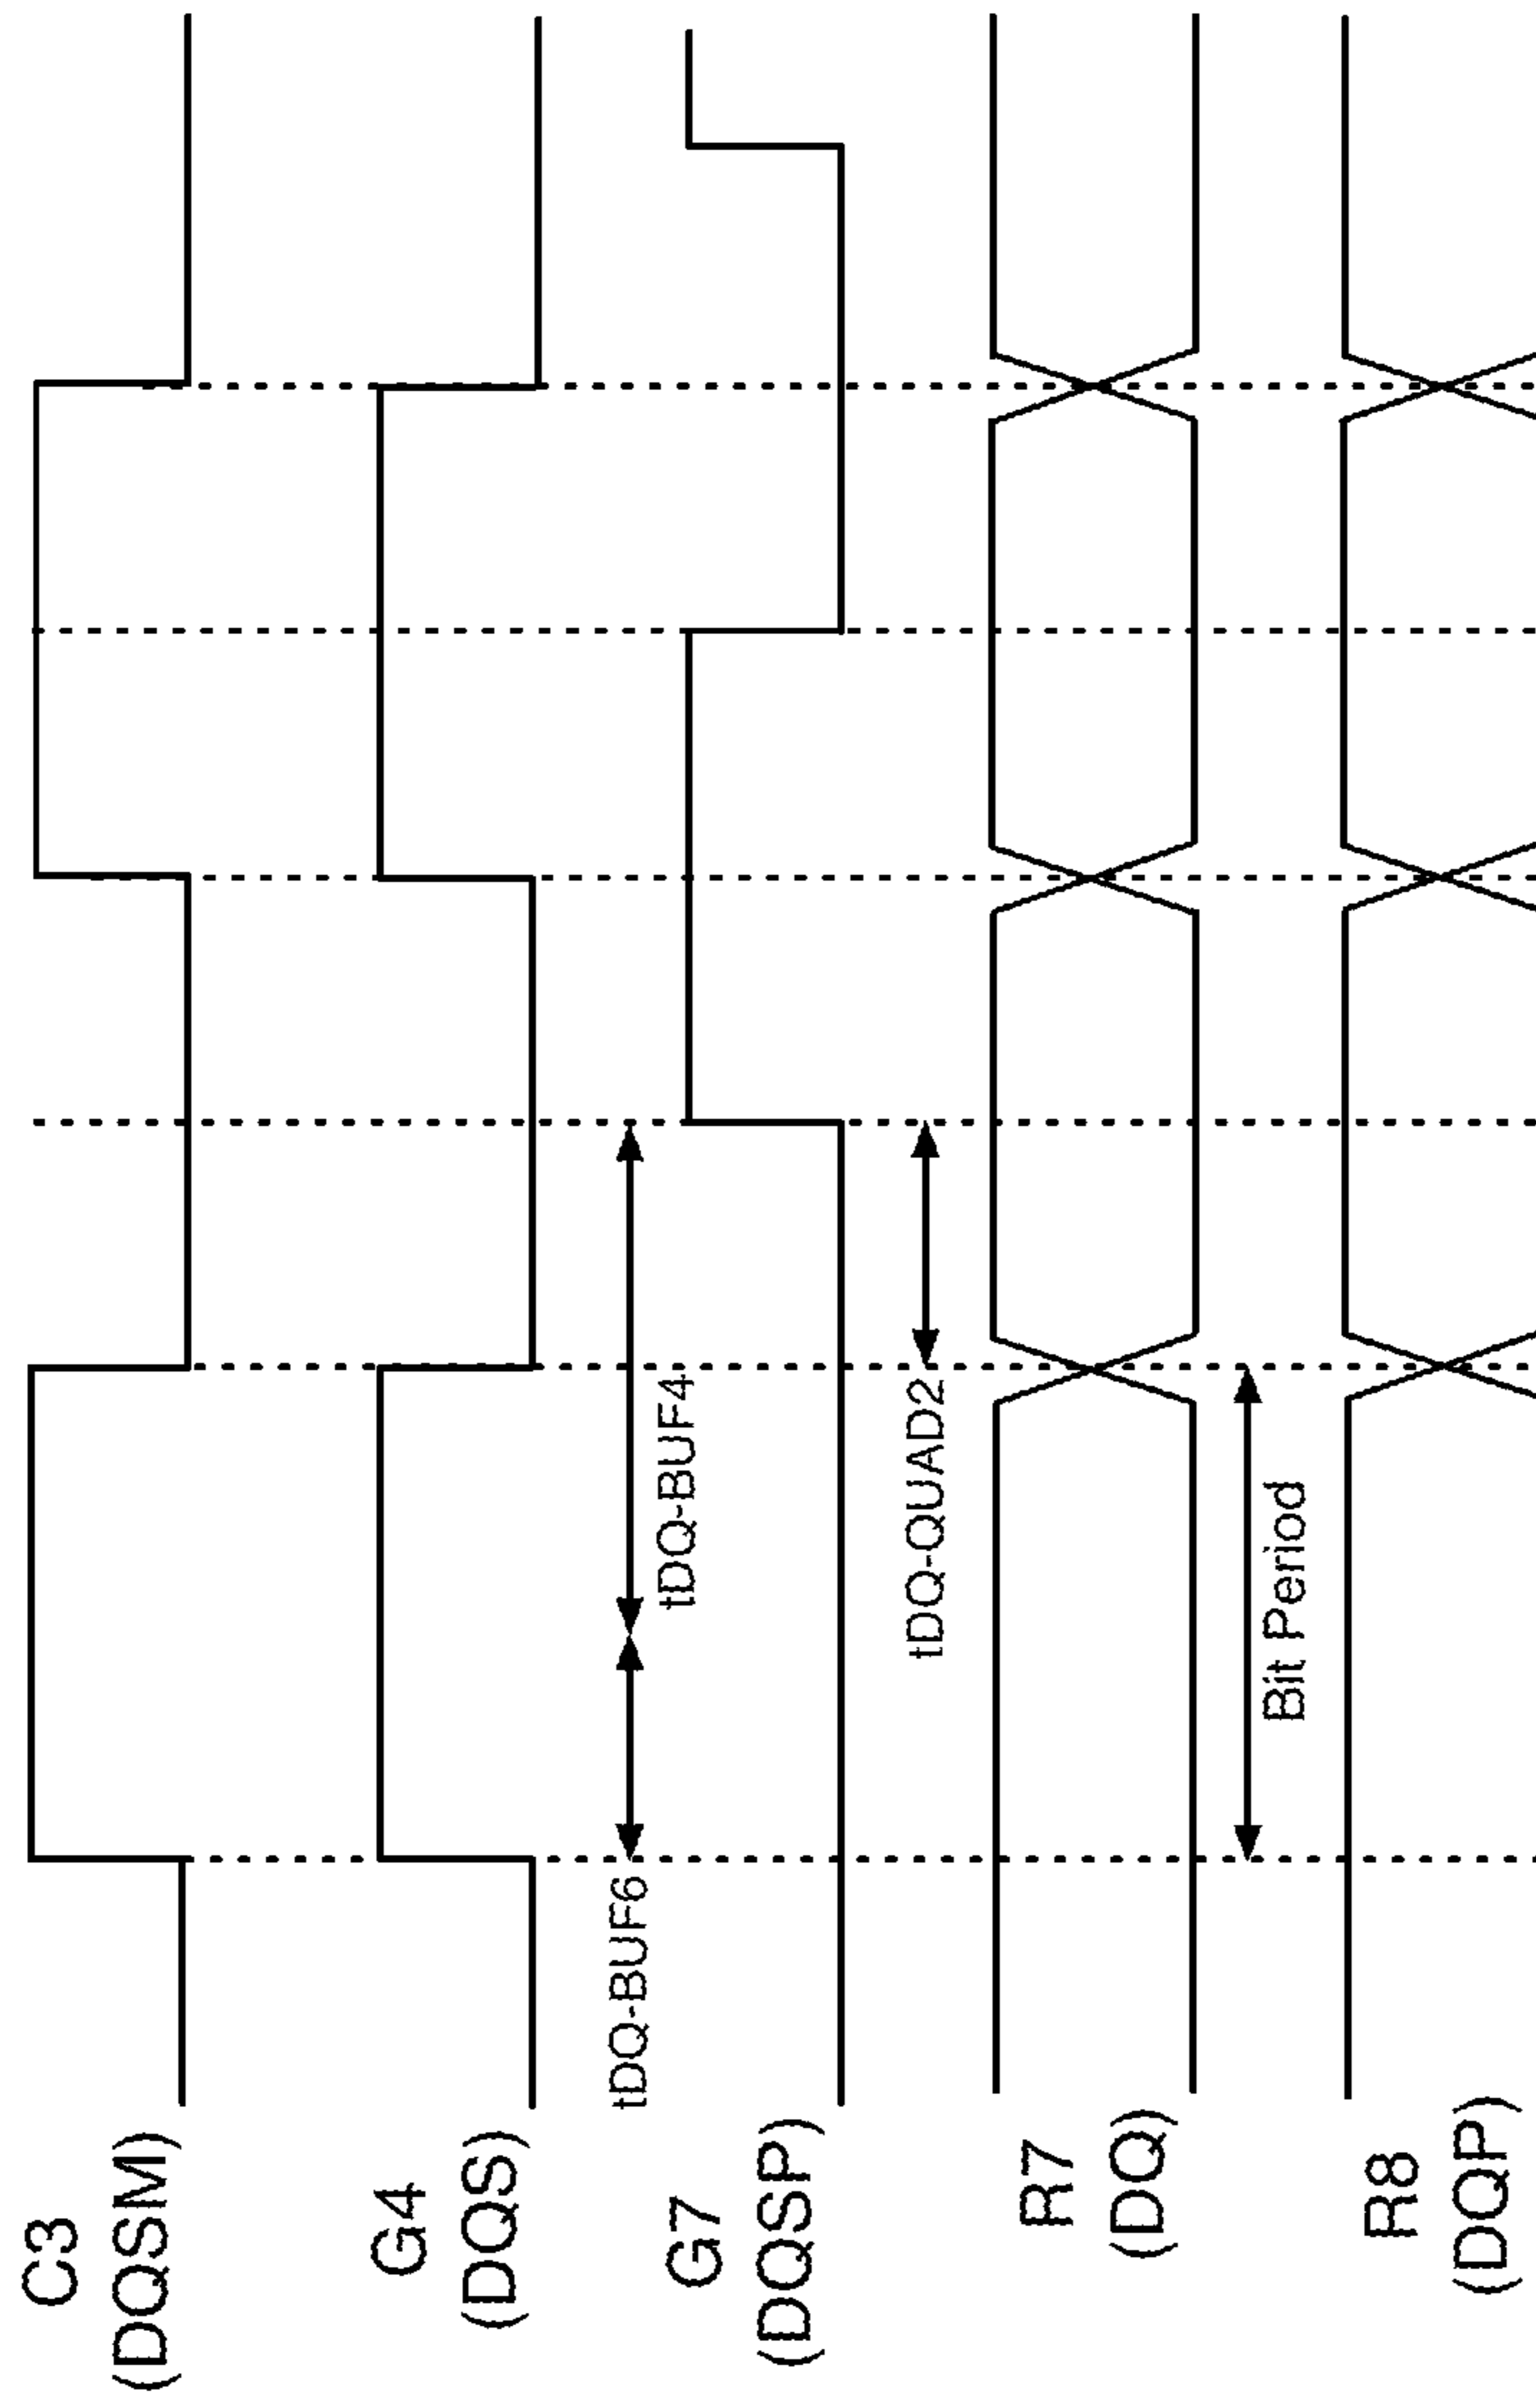 C3
(DQSM)
G4
(DQS)
tDQ-BUF6
tDQ-BUF4
G7
(DQSP)
tDQ-QUAD2
R7
(DQ)
Bit Period
R8
(DQP)